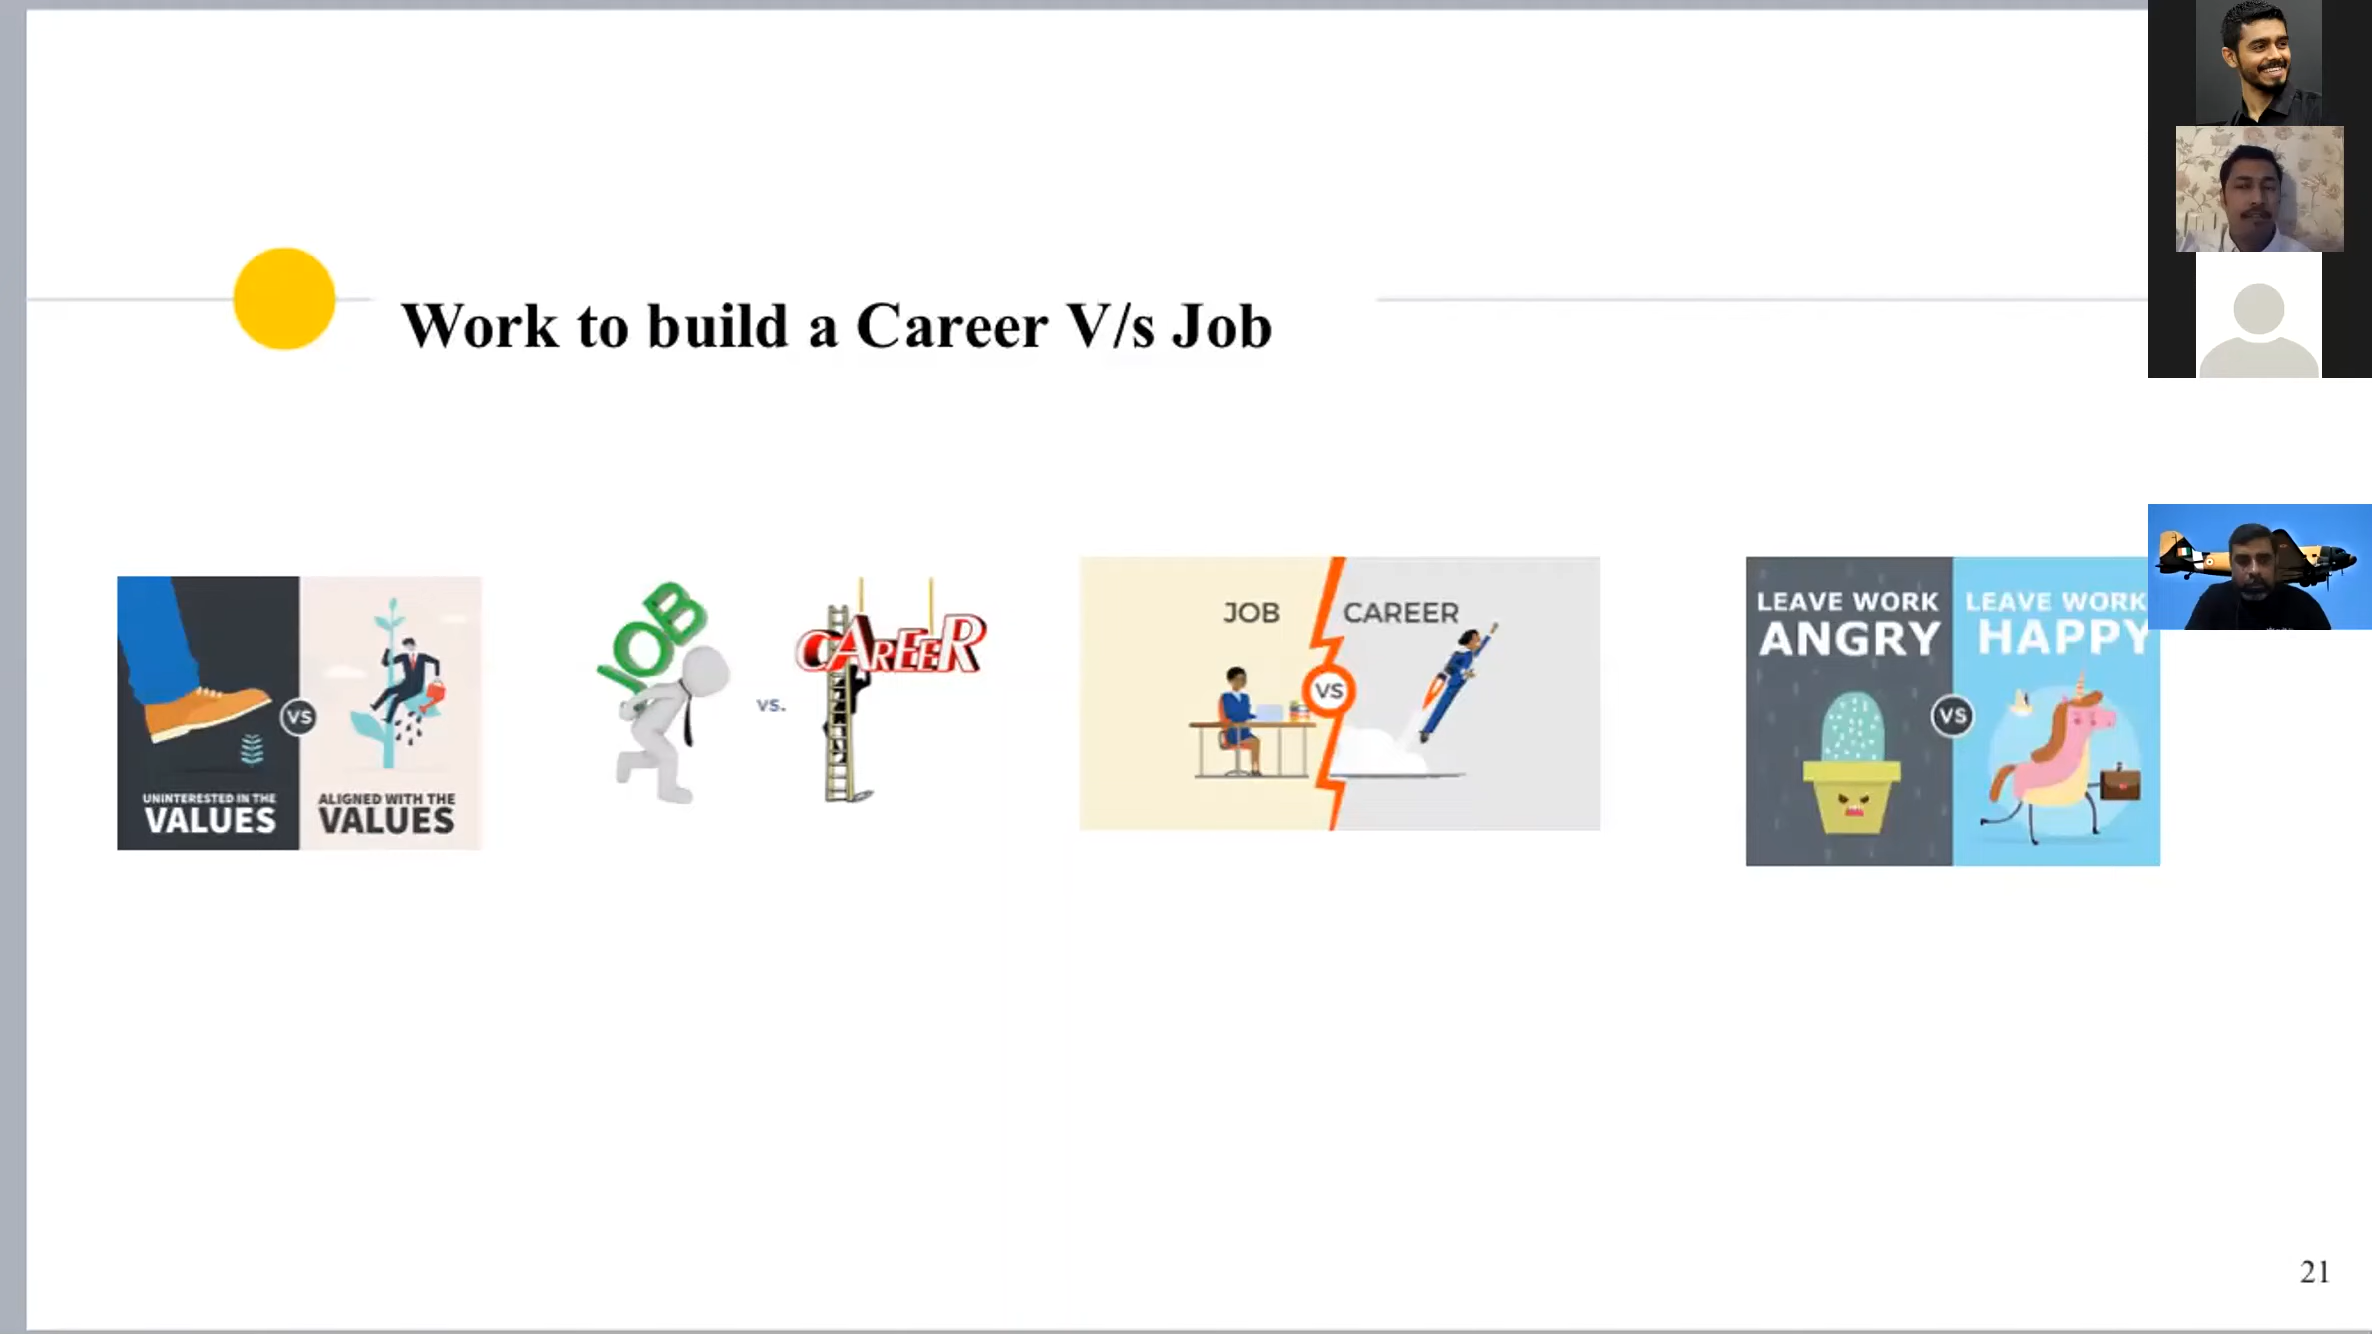 Work to build a Career V/s Job
VS
UNINTERESTED IN THE
VALUES
ALIGNED WITH THE
VALUES
JOB
vs.
CAREER
JOB
CAREER
VS
LEAVE WORK
ANGRY
VS
LEAVE WORK
HAPPY
21